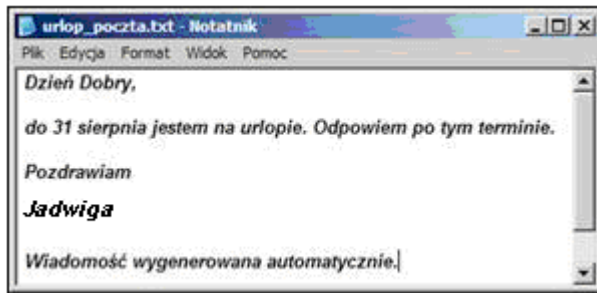 urlop_poczta.txt - Notatnik
Plik Edycja Format Widok Pomoc
Dzień Dobry,
do 31 sierpnia jestem na urlopie. Odpowiem po tym terminie.
Pozdrawiam
Jadwiga
Wiadomość wygenerowana automatycznie.